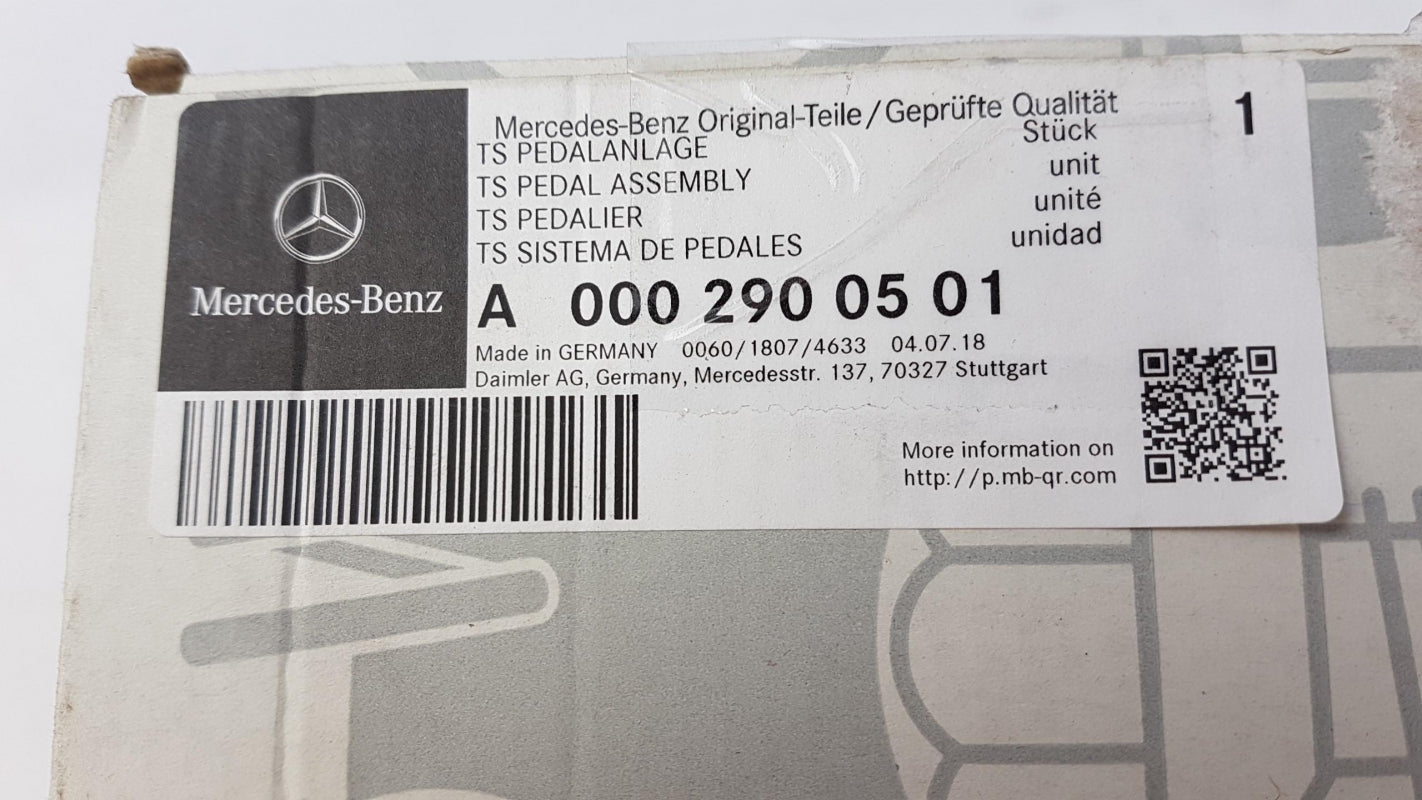 Mercedes-Benz
Mercedes-Benz Original-Teile/Geprüfte Qualität
1
TS PEDALANLAGE Stück
TS PEDAL ASSEMBLY unit
TS PEDALIER unité
TS SISTEMA DE PEDALES unidad
A 000 290 05 01
Made in GERMANY 0060/1807/4633 04.07.18
Daimler AG, Germany, Mercedesstr. 137, 70327 Stuttgart
More information on
http://p.mb-qr.com